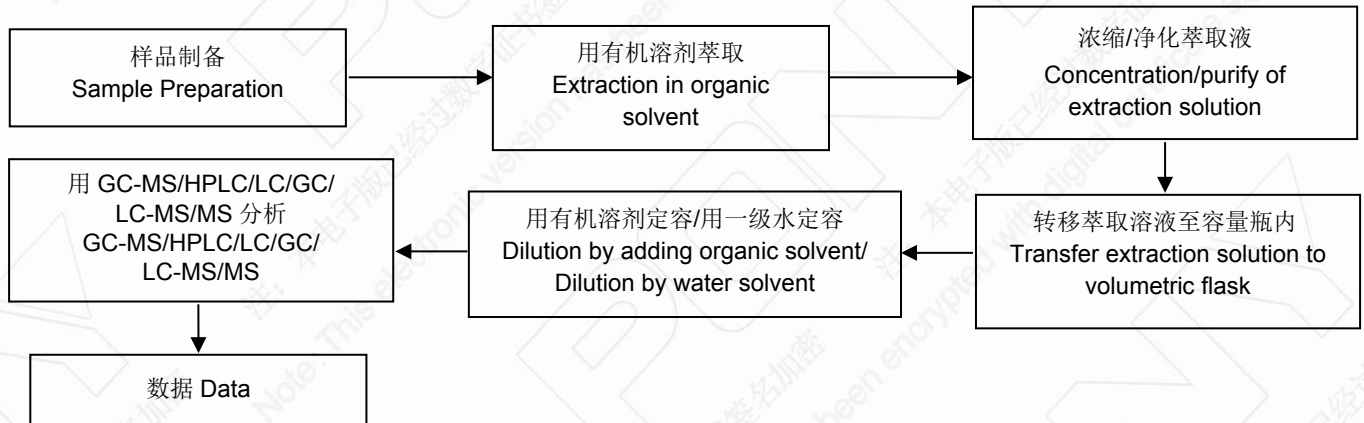 样品制备
Sample Preparation
用有机溶剂萃取
Extraction in organic
solvent
浓缩/净化萃取液
Concentration/purify of
extraction solution
转移萃取溶液至容量瓶内
Transfer extraction solution to
volumetric flask
用有机溶剂定容/用一级水定容
Dilution by adding organic solvent/
Dilution by water solvent
用 GC-MS/HPLC/LC/GC/
LC-MS/MS 分析
GC-MS/HPLC/LC/GC/
LC-MS/MS
数据 Data